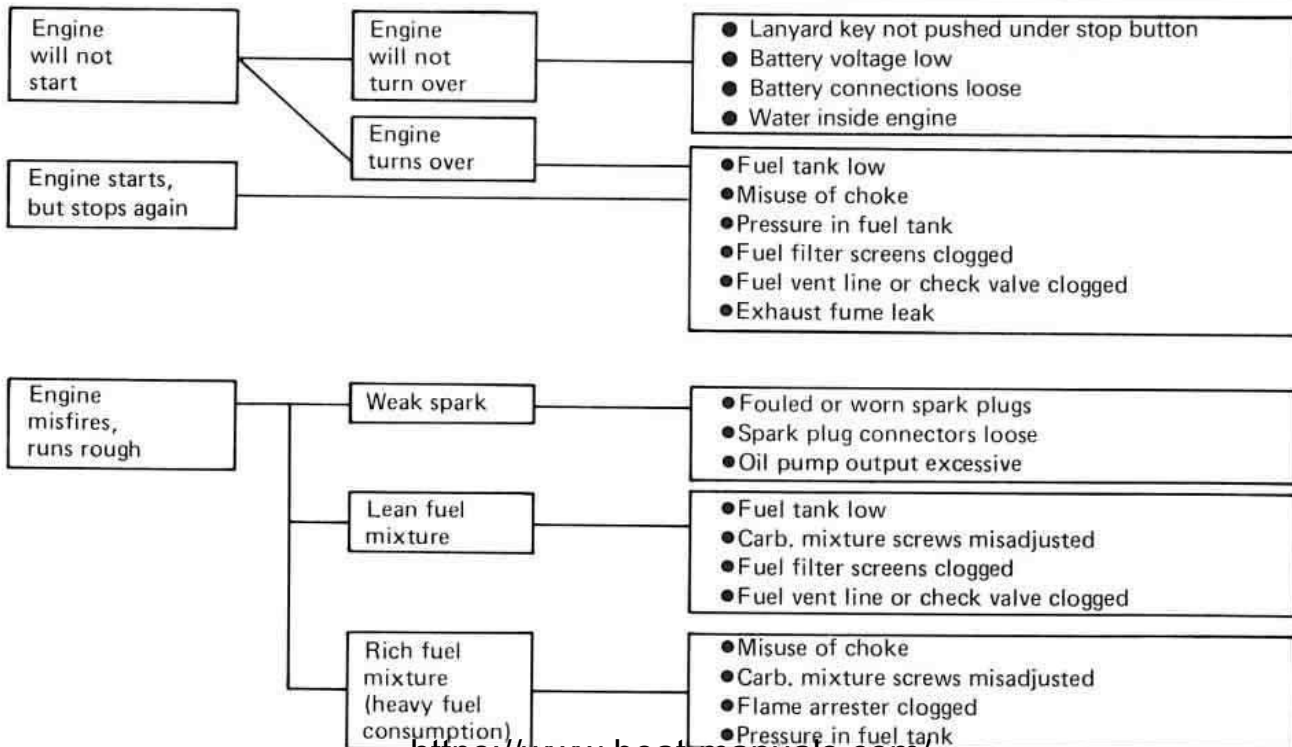 Engine
will not
start
Engine
will not
turn over
● Lanyard key not pushed under stop button
● Battery voltage low
● Battery connections loose
● Water inside engine
Engine
turns over
Engine starts,
but stops again
●Fuel tank low
●Misuse of choke
●Pressure in fuel tank
●Fuel filter screens clogged
●Fuel vent line or check valve clogged
●Exhaust fume leak
Engine
misfires,
runs rough
Weak spark
●Fouled or worn spark plugs
●Spark plug connectors loose
●Oil pump output excessive
Lean fuel
mixture
●Fuel tank low
●Carb. mixture screws misadjusted
●Fuel filter screens clogged
●Fuel vent line or check valve clogged
Rich fuel
mixture
(heavy fuel
consumption)
●Misuse of choke
●Carb. mixture screws misadjusted
●Flame arrester clogged
●Pressure in fuel tank
https://www.boat-manuals.com/